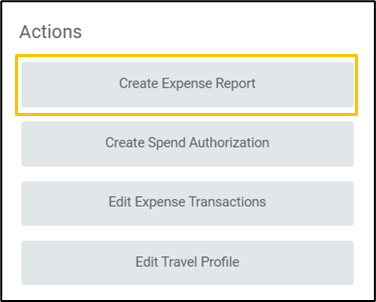 Actions
Create Expense Report
Create Spend Authorization
Edit Expense Transactions
Edit Travel Profile